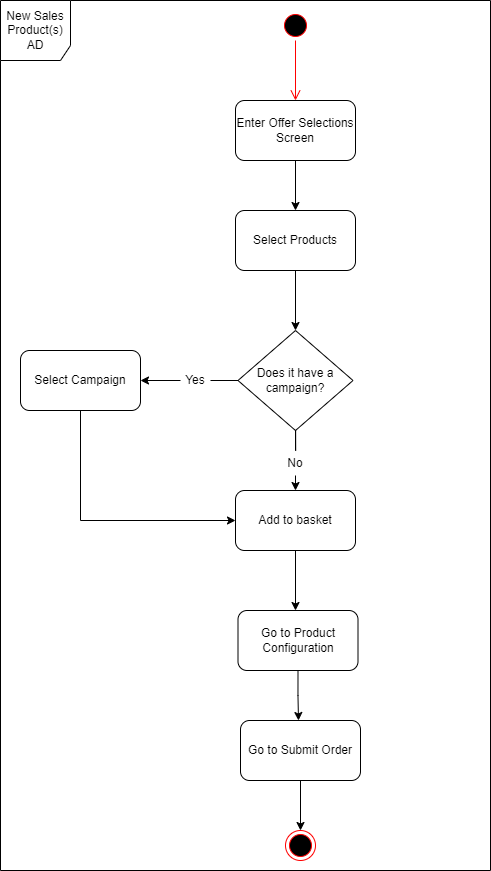 New Sales
Product(s)
AD
Enter Offer Selections
Screen
Select Products
Does it have a
campaign?
Yes
Select Campaign
No
Add to basket
Go to Product
Configuration
Go to Submit Order